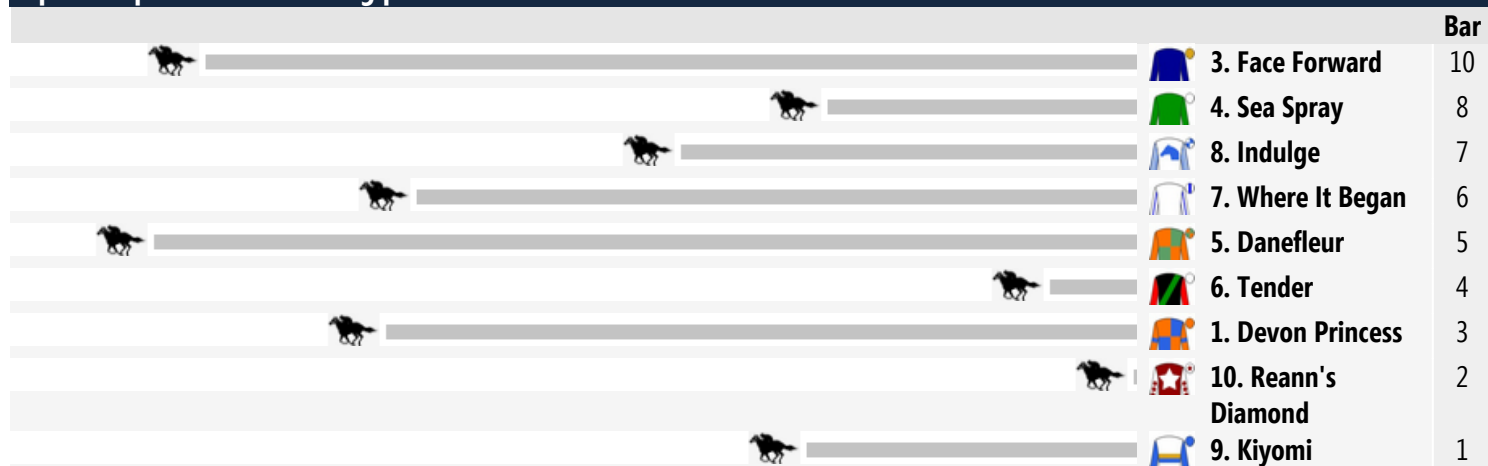 Bar
3. Face Forward 10
4. Sea Spray 8
8. Indulge 7
7. Where It Began 6
5. Danefleur 5
6. Tender 4
1. Devon Princess 3
10. Reann's 2
Diamond
9. Kiyomi 1